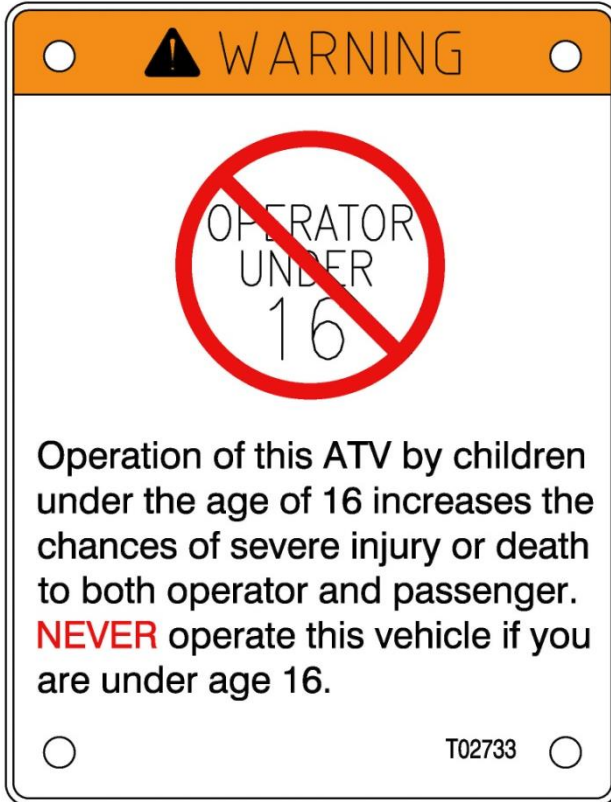 WARNING
OPERATOR
UNDER
16
Operation of this ATV by children
under the age of 16 increases the
chances of severe injury or death
to both operator and passenger.
NEVER operate this vehicle if you
are under age 16.
T02733